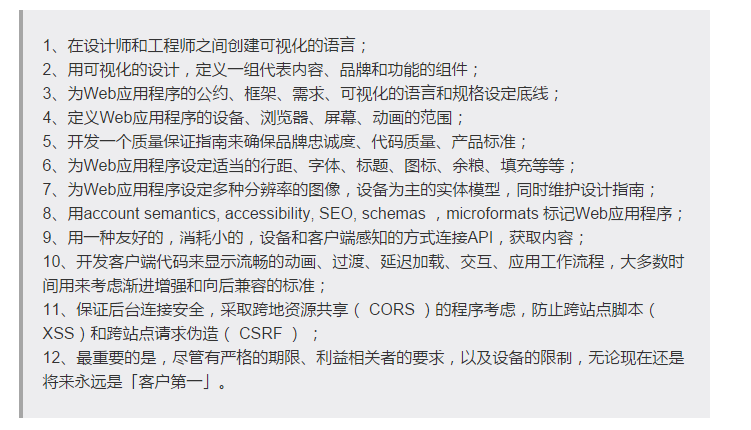 1、在设计师和工程师之间创建可视化的语言；
2、用可视化的设计，定义一组代表内容、品牌和功能的组件；
3、为Web应用程序的公约、框架、需求、可视化的语言和规格设定底线；
4、定义Web应用程序的设备、浏览器、屏幕、动画的范围；
5、开发一个质量保证指南来确保品牌忠诚度、代码质量、产品标准；
6、为Web应用程序设定适当的行距、字体、标题、图标、余粮、填充等等；
7、为Web应用程序设定多种分辨率的图像，设备为主的实体模型，同时维护设计指南；
8、用account semantics, accessibility, SEO, schemas ，microformats 标记Web应用程序；
9、用一种友好的，消耗小的，设备和客户端感知的方式连接API，获取内容；
10、开发客户端代码来显示流畅的动画、过渡、延迟加载、交互、应用工作流程，大多数时
间用来考虑渐进增强和向后兼容的标准；
11、保证后台连接安全，采取跨地资源共享（ CORS ）的程序考虑，防止跨站点脚本（
XSS）和跨站点请求伪造（ CSRF ） ；
12、最重要的是，尽管有严格的期限、利益相关者的要求，以及设备的限制，无论现在还是
将来永远是「客户第一」。